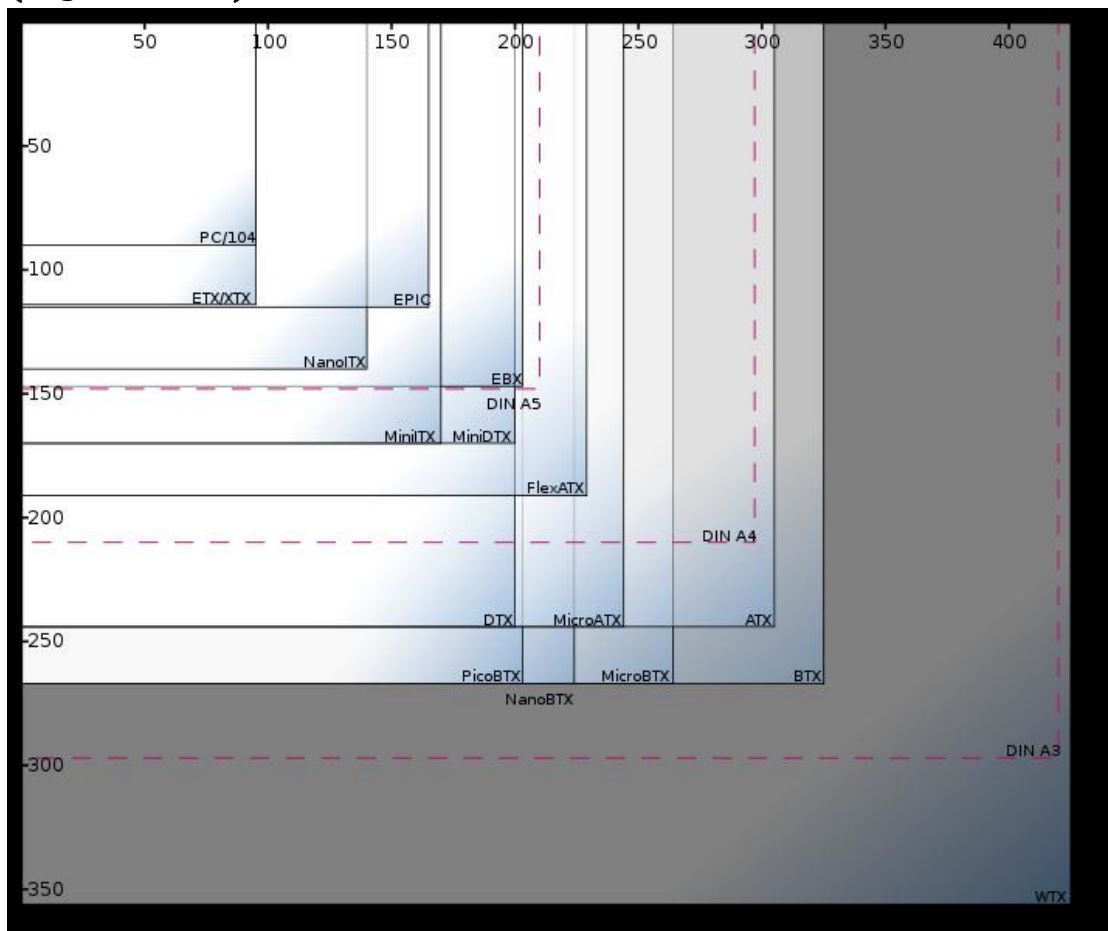 50 100 150 200 250 300 350 400
50
PC/104
100
ETX/XTX EPIC
NanoITX
EBX
150
DIN A5
MiniITX MiniDTX
FlexATX
200
DIN A4
DTX MicroATX ATX
250
PicoBTX MicroBTX BTX
NanoBTX
DIN A3
300
350
WTX